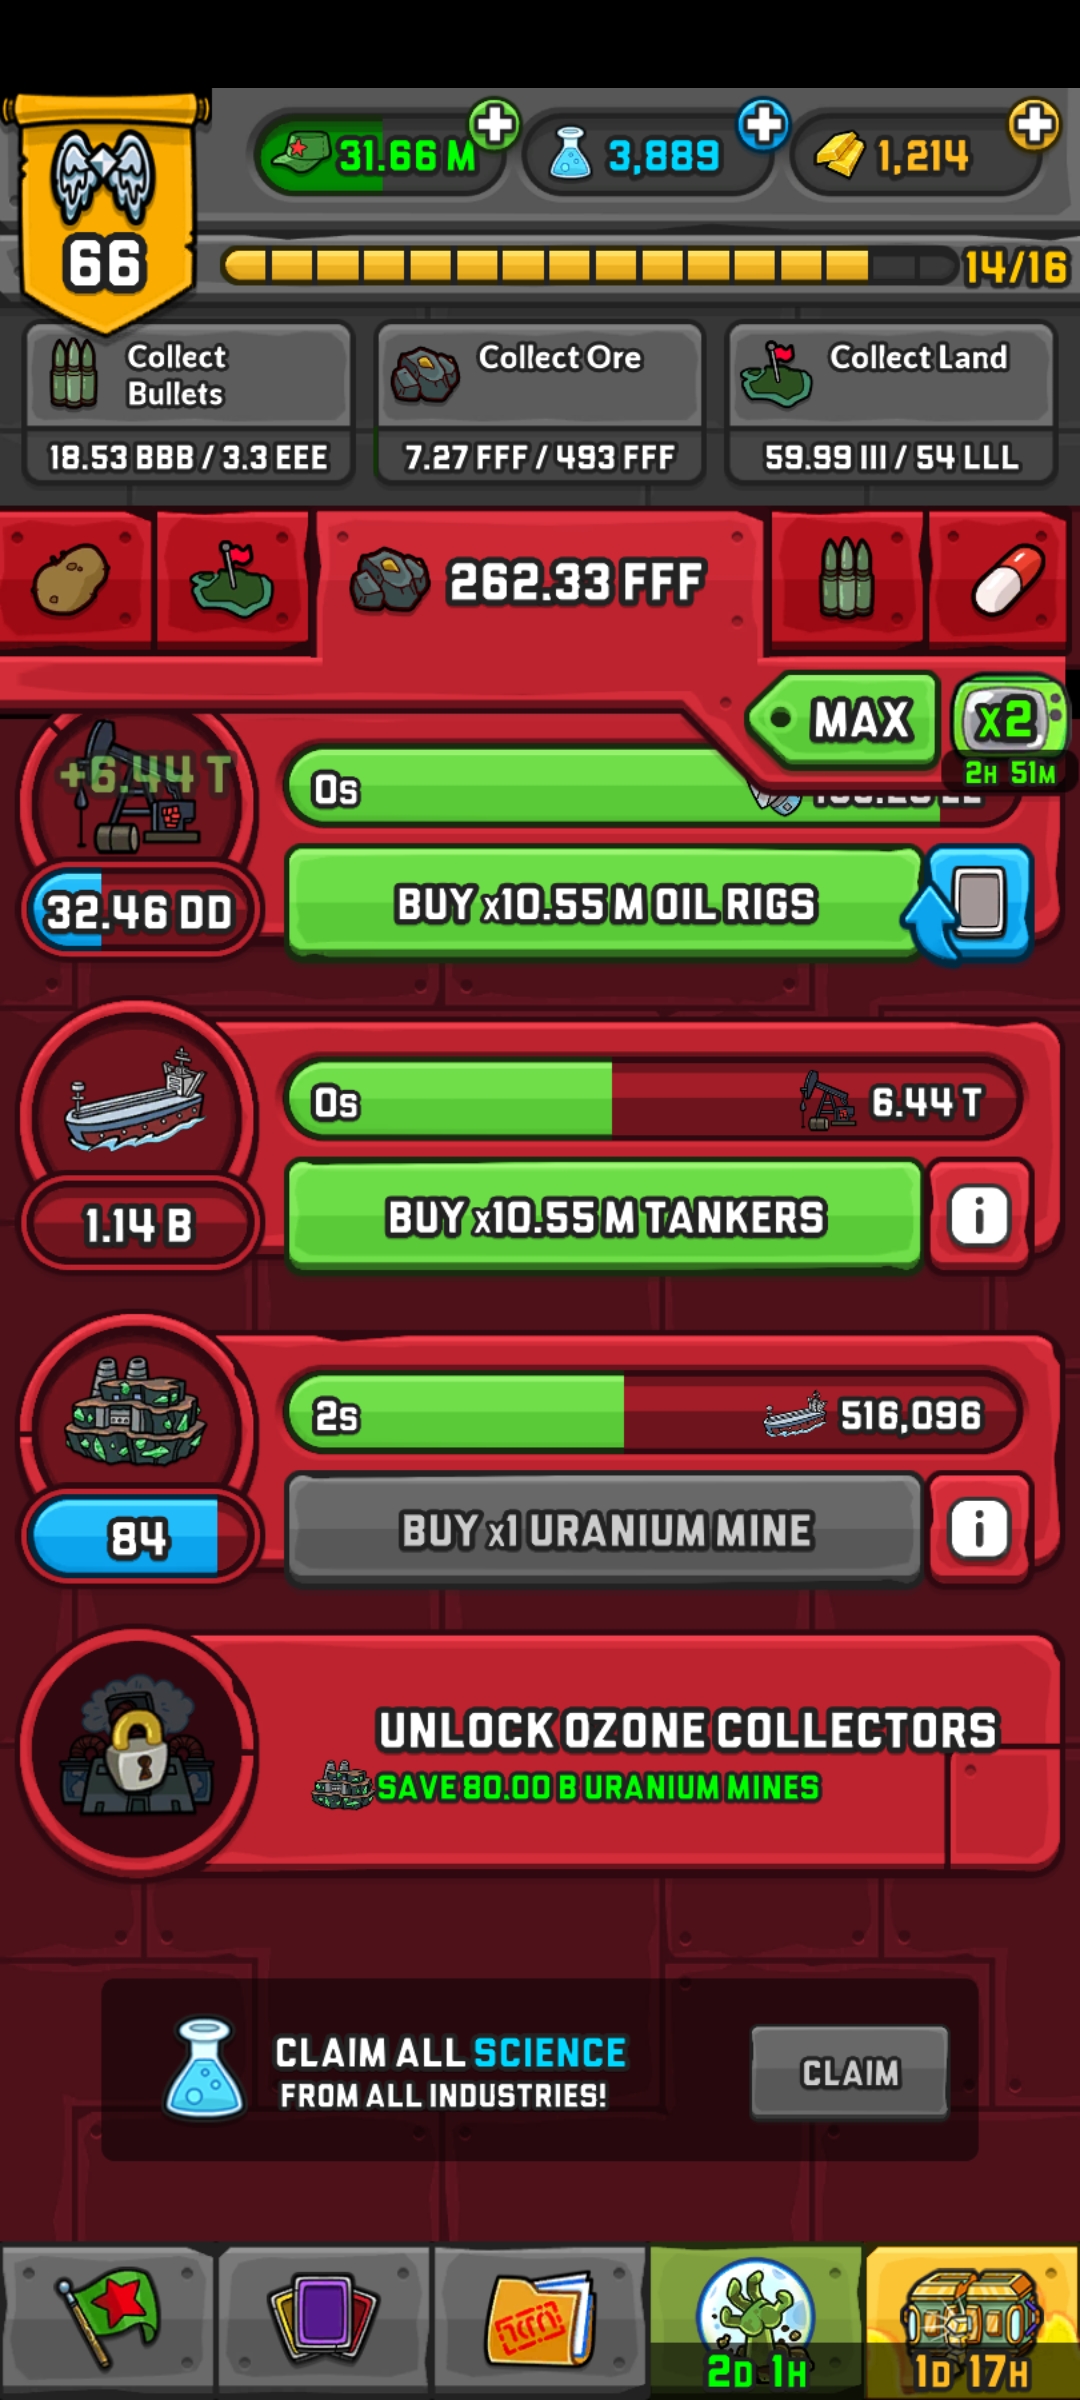 31.66 M
3,889
1,214
66
14/16
Collect
Bullets
18.53 BBB / 3.3 EEE
Collect Ore
7.27 FFF / 493 FFF
Collect Land
59.99 III / 54 LLL
262.33 FFF
MAX
X2
2H 51M
+6.44 T
0s
32.46 DD
BUY x10.55 M OIL RIGS
0s
6.44 T
1.14 B
BUY x10.55 M TANKERS
i
2s
516,096
84
BUY x1 URANIUM MINE
i
UNLOCK OZONE COLLECTORS
SAVE 80.00 B URANIUM MINES
CLAIM ALL SCIENCE
FROM ALL INDUSTRIES!
CLAIM
2D 1H
1D 17H